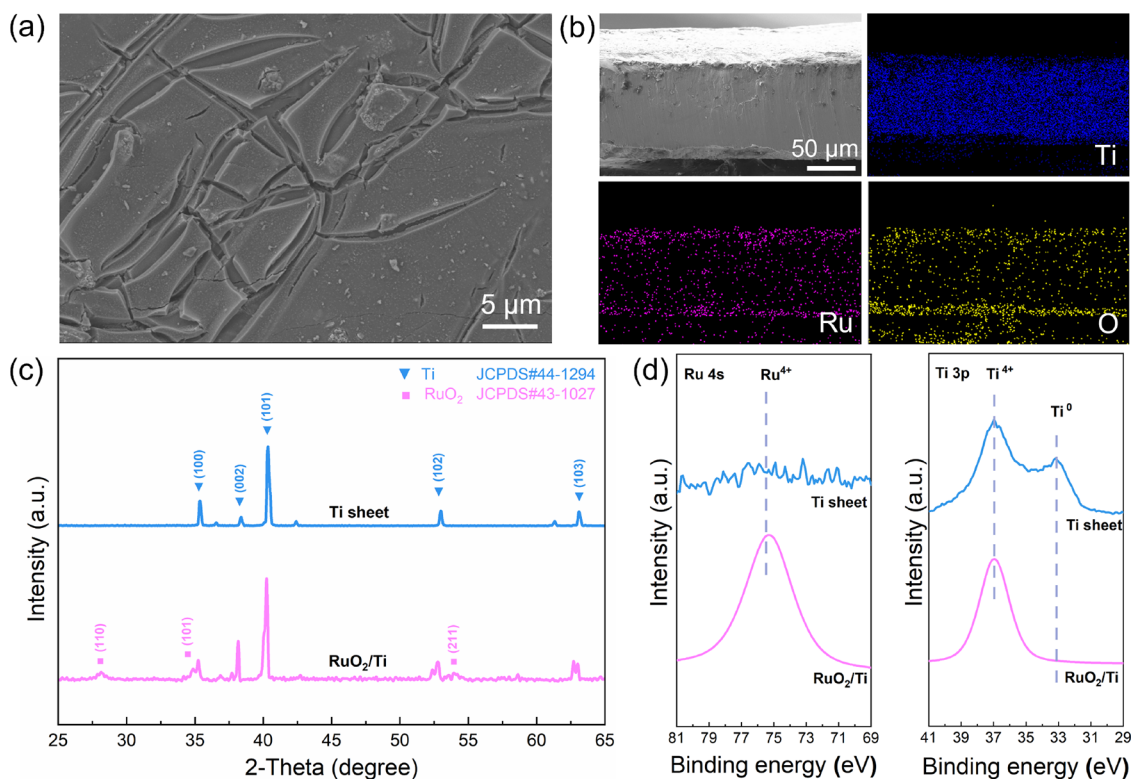 (a)
5 μm
(b)
50 μm
Ti
Ru
O
(c)
Ti JCPDS#44-1294
RuO₂ JCPDS#43-1027
(100)
(002)
(101)
(102)
(103)
Ti sheet
(110)
(101)
(211)
RuO₂/Ti
Intensity (a.u.)
25 30 35 40 45 50 55 60 65
2-Theta (degree)
(d)
Ru 4s Ru⁴⁺
Ti sheet
RuO₂/Ti
Intensity (a.u.)
81 79 77 75 73 71 69
Binding energy (eV)
Ti 3p Ti⁴⁺
Ti⁰
Ti sheet
RuO₂/Ti
Intensity (a.u.)
41 39 37 35 33 31 29
Binding energy (eV)